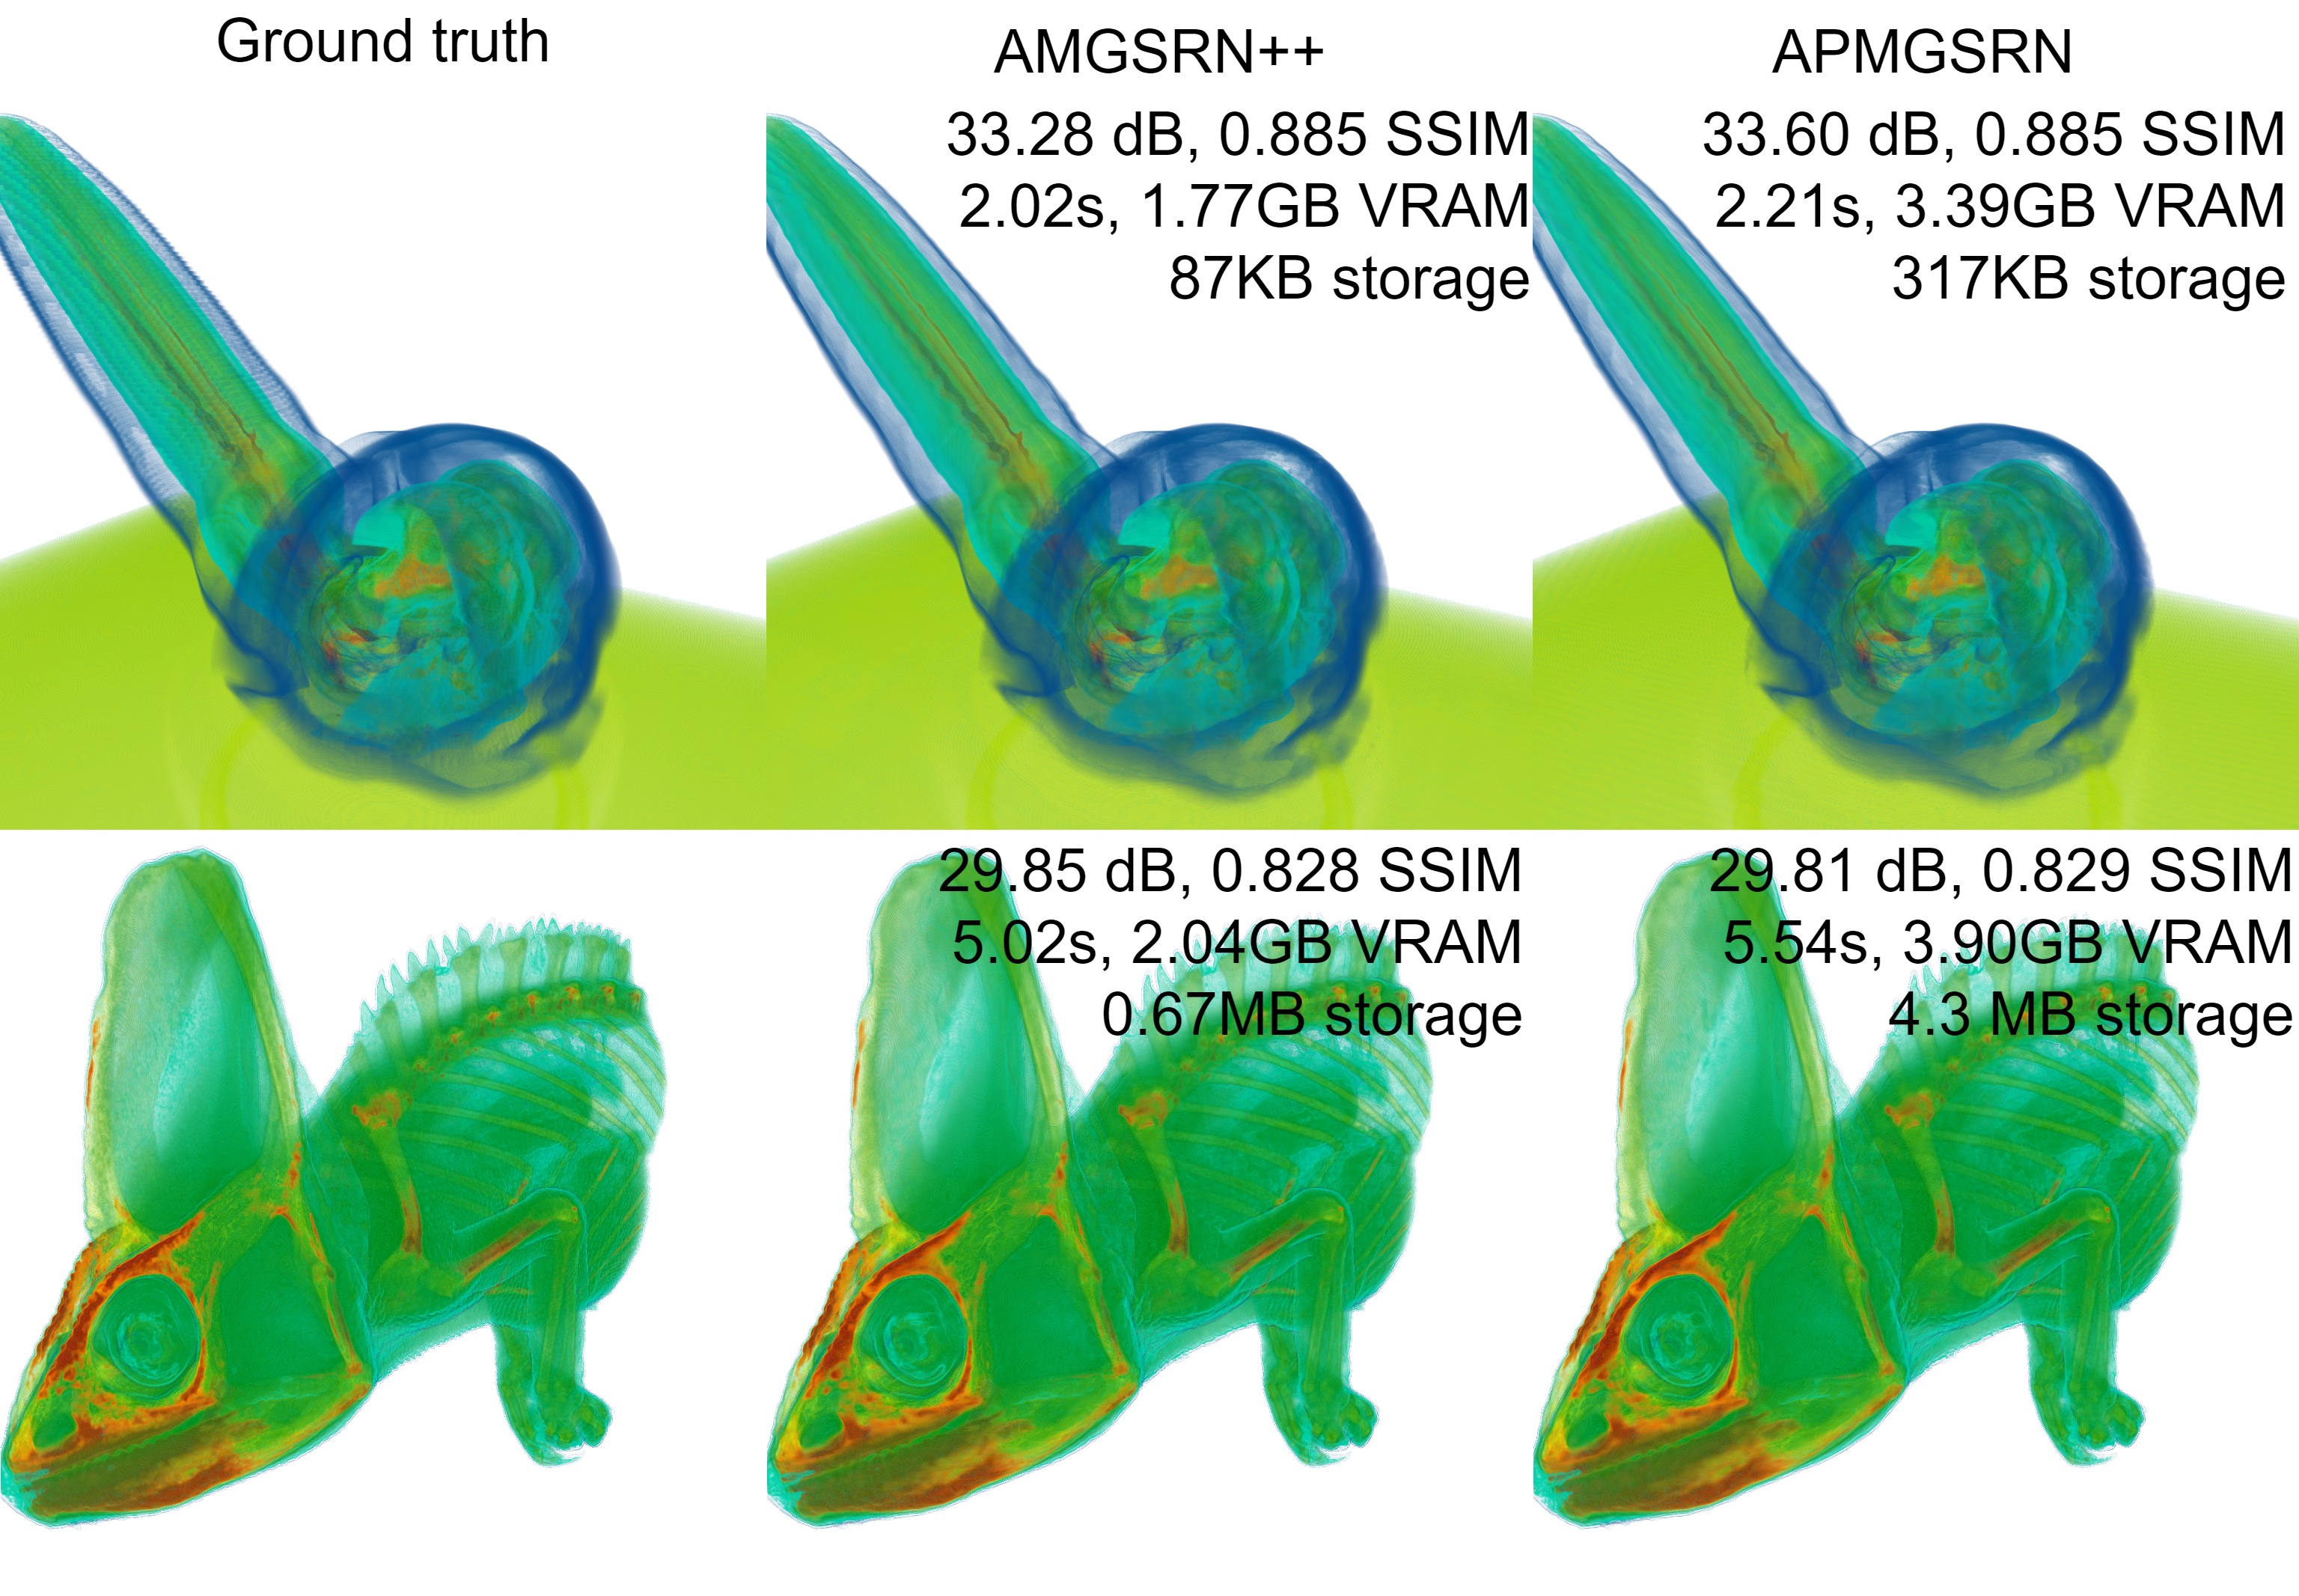 Ground truth
AMGSRN++
APMGSRN
33.28 dB, 0.885 SSIM
2.02s, 1.77GB VRAM
87KB storage
33.60 dB, 0.885 SSIM
2.21s, 3.39GB VRAM
317KB storage
29.85 dB, 0.828 SSIM
5.02s, 2.04GB VRAM
0.67MB storage
29.81 dB, 0.829 SSIM
5.54s, 3.90GB VRAM
4.3 MB storage